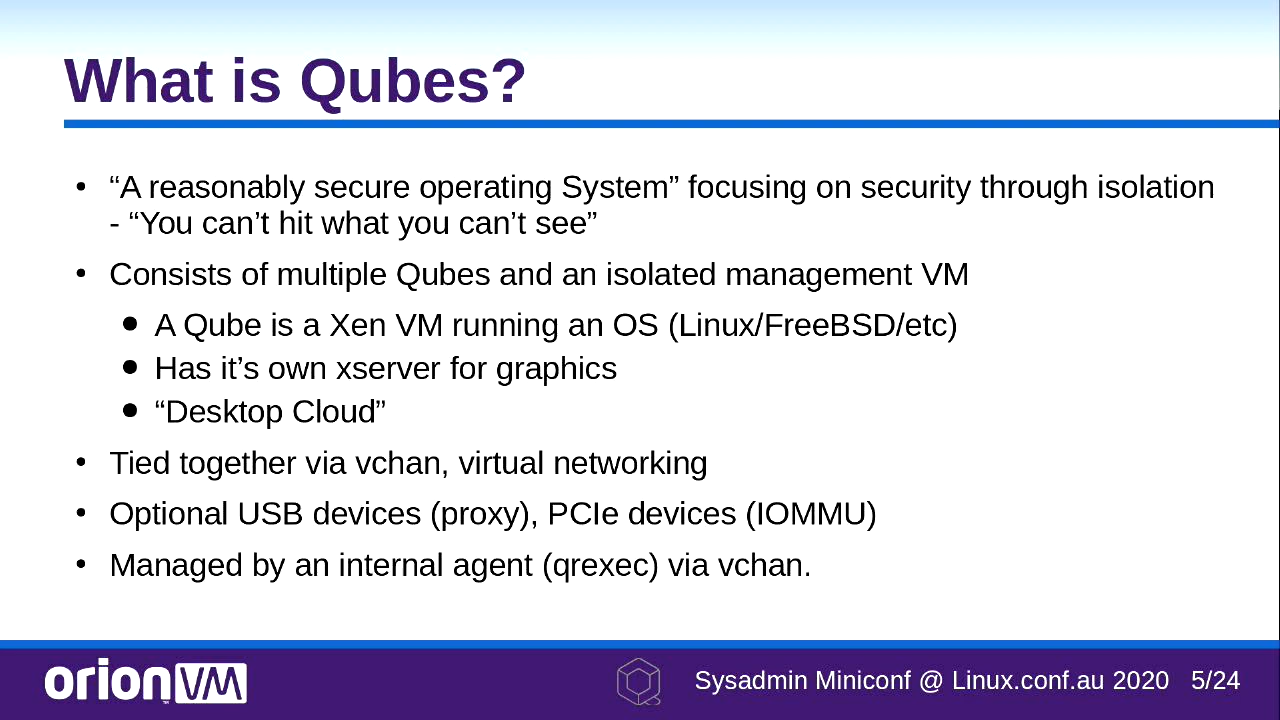 What is Qubes?
• “A reasonably secure operating System” focusing on security through isolation
- “You can’t hit what you can’t see”
• Consists of multiple Qubes and an isolated management VM
● A Qube is a Xen VM running an OS (Linux/FreeBSD/etc)
● Has it’s own xserver for graphics
● “Desktop Cloud”
• Tied together via vchan, virtual networking
• Optional USB devices (proxy), PCIe devices (IOMMU)
• Managed by an internal agent (qrexec) via vchan.
orionVM™
Sysadmin Miniconf @ Linux.conf.au 2020 5/24